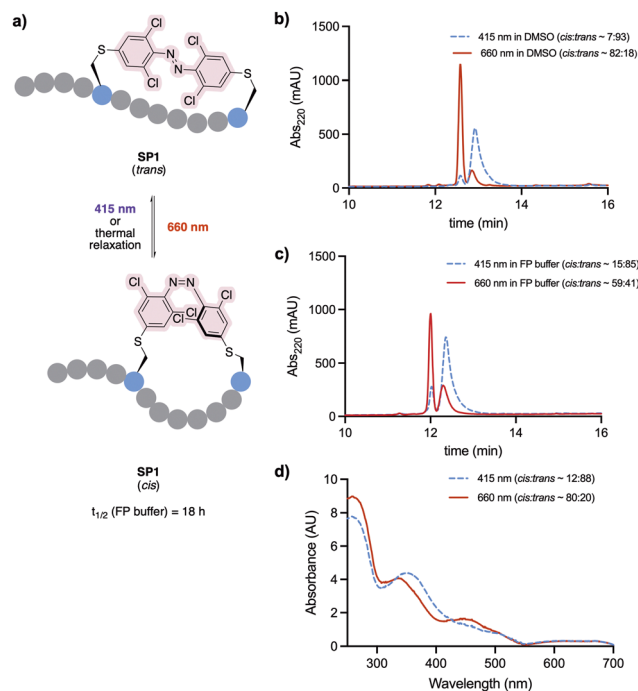 a)
Cl
Cl
S
N
N
S
Cl
Cl
SP1
(trans)
415 nm
or
thermal
relaxation
660 nm
Cl
N=N
Cl
Cl
Cl
S
S
SP1
(cis)
t1/2 (FP buffer) = 18 h
b)
415 nm in DMSO (cis:trans ~ 7:93)
660 nm in DMSO (cis:trans ~ 82:18)
1500
1000
500
0
Abs220 (mAU)
10 12 14 16
time (min)
c)
415 nm in FP buffer (cis:trans ~ 15:85)
660 nm in FP buffer (cis:trans ~ 59:41)
1500
1000
500
0
Abs220 (mAU)
10 12 14 16
time (min)
d)
415 nm (cis:trans ~ 12:88)
660 nm (cis:trans ~ 80:20)
10
8
6
4
2
0
Absorbance (AU)
300 400 500 600 700
Wavelength (nm)